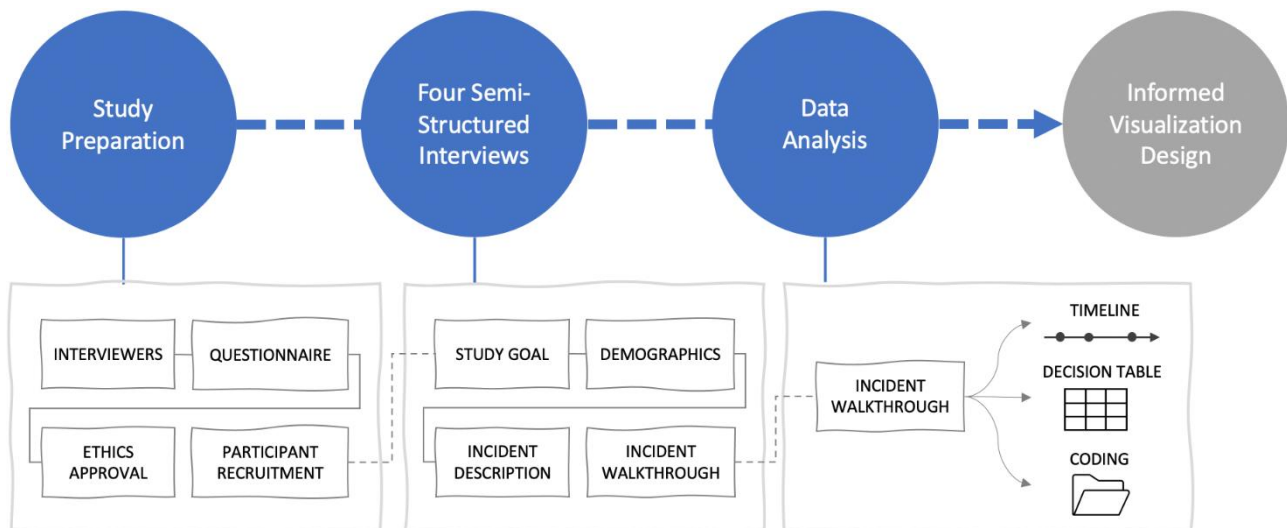 Study
Preparation
Four Semi-
Structured
Interviews
Data
Analysis
Informed
Visualization
Design
INTERVIEWERS
QUESTIONNAIRE
ETHICS
APPROVAL
PARTICIPANT
RECRUITMENT
STUDY GOAL
DEMOGRAPHICS
INCIDENT
DESCRIPTION
INCIDENT
WALKTHROUGH
INCIDENT
WALKTHROUGH
TIMELINE
DECISION TABLE
CODING